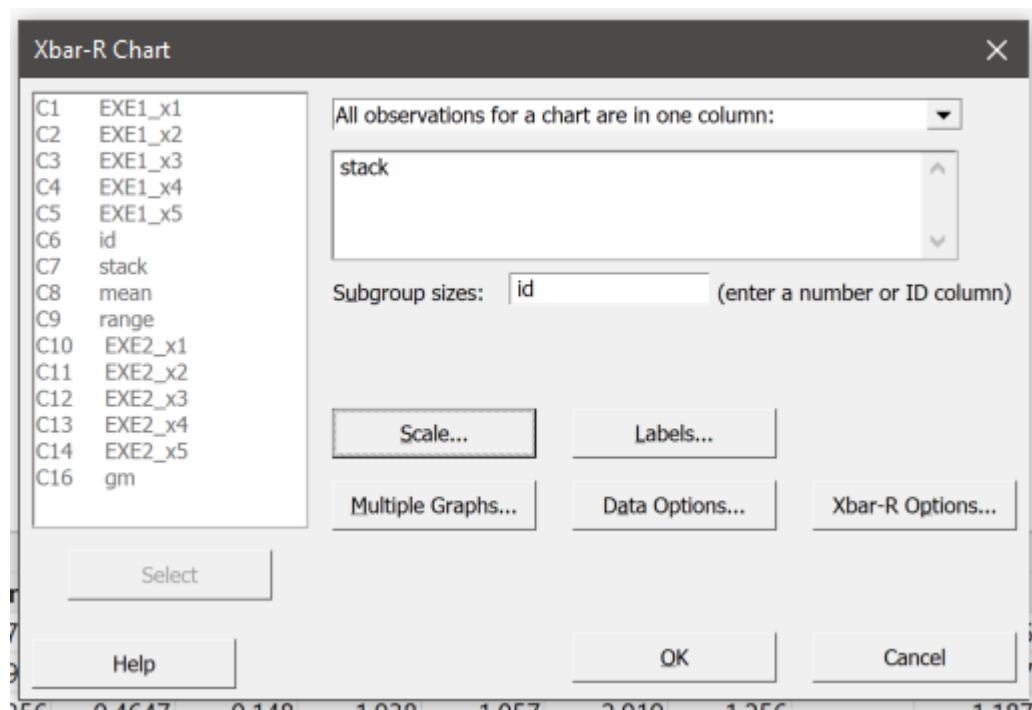 Xbar-R Chart
C1 EXE1_x1
C2 EXE1_x2
C3 EXE1_x3
C4 EXE1_x4
C5 EXE1_x5
C6 id
C7 stack
C8 mean
C9 range
C10 EXE2_x1
C11 EXE2_x2
C12 EXE2_x3
C13 EXE2_x4
C14 EXE2_x5
C16 gm
Select
Help
All observations for a chart are in one column:
stack
Subgroup sizes: id (enter a number or ID column)
Scale... Labels...
Multiple Graphs... Data Options... Xbar-R Options...
OK Cancel